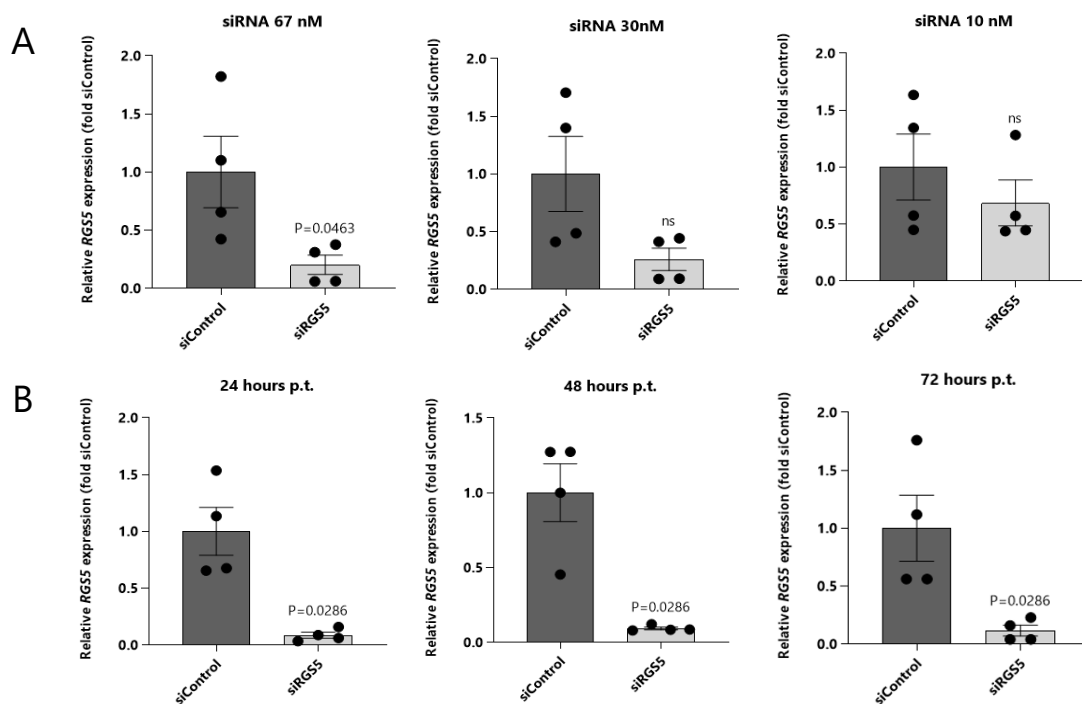 A
siRNA 67 nM
Relative RGS5 expression (fold siControl)
2.0
1.5
1.0
0.5
0.0
P=0.0463
siControl
siRGS5
siRNA 30nM
Relative RGS5 expression (fold siControl)
2.0
1.5
1.0
0.5
0.0
ns
siControl
siRGS5
siRNA 10 nM
Relative RGS5 expression (fold siControl)
2.0
1.5
1.0
0.5
0.0
ns
siControl
siRGS5
B
24 hours p.t.
Relative RGS5 expression (fold siControl)
2.0
1.5
1.0
0.5
0.0
P=0.0286
siControl
siRGS5
48 hours p.t.
Relative RGS5 expression (fold siControl)
1.5
1.0
0.5
0.0
P=0.0286
siControl
siRGS5
72 hours p.t.
Relative RGS5 expression (fold siControl)
2.0
1.5
1.0
0.5
0.0
P=0.0286
siControl
siRGS5